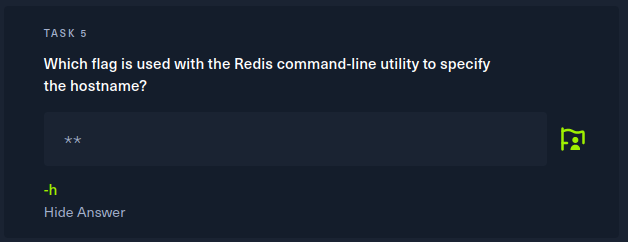 TASK 5
Which flag is used with the Redis command-line utility to specify
the hostname?
**
-h
Hide Answer